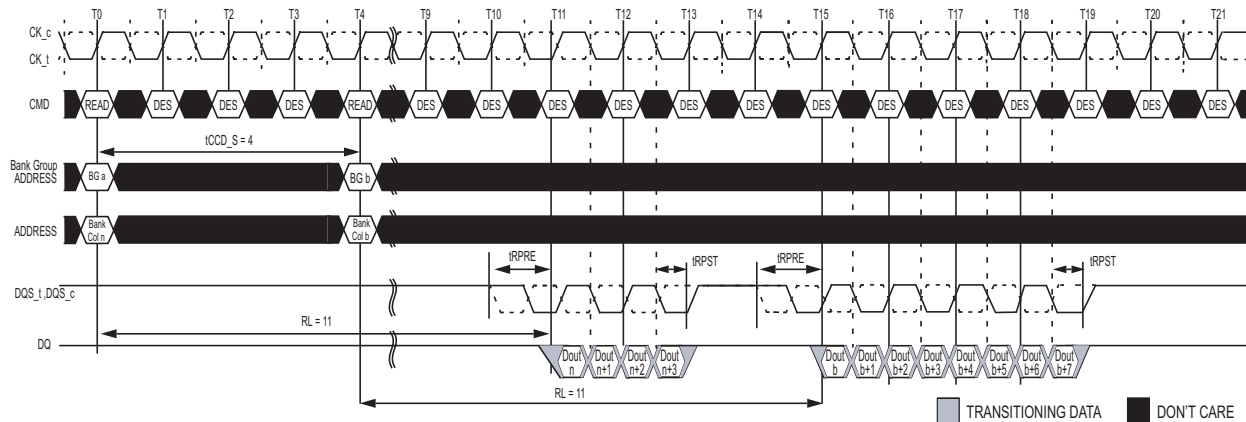 T0 T1 T2 T3 T4 T9 T10 T11 T12 T13 T14 T15 T16 T17 T18 T19 T20 T21
CK_c
CK_t
CMD READ DES DES DES READ DES DES DES DES DES DES DES DES DES DES DES DES DES
tCCD_S = 4
Bank Group
ADDRESS BG a BG b
ADDRESS Bank
Col n Bank
Col b
tRPRE tRPST tRPRE tRPST
DQS_t ,DQS_c
RL = 11
DQ Dout
n Dout
n+1 Dout
n+2 Dout
n+3 Dout
b Dout
b+1 Dout
b+2 Dout
b+3 Dout
b+4 Dout
b+5 Dout
b+6 Dout
b+7
RL = 11
TRANSITIONING DATA DON'T CARE